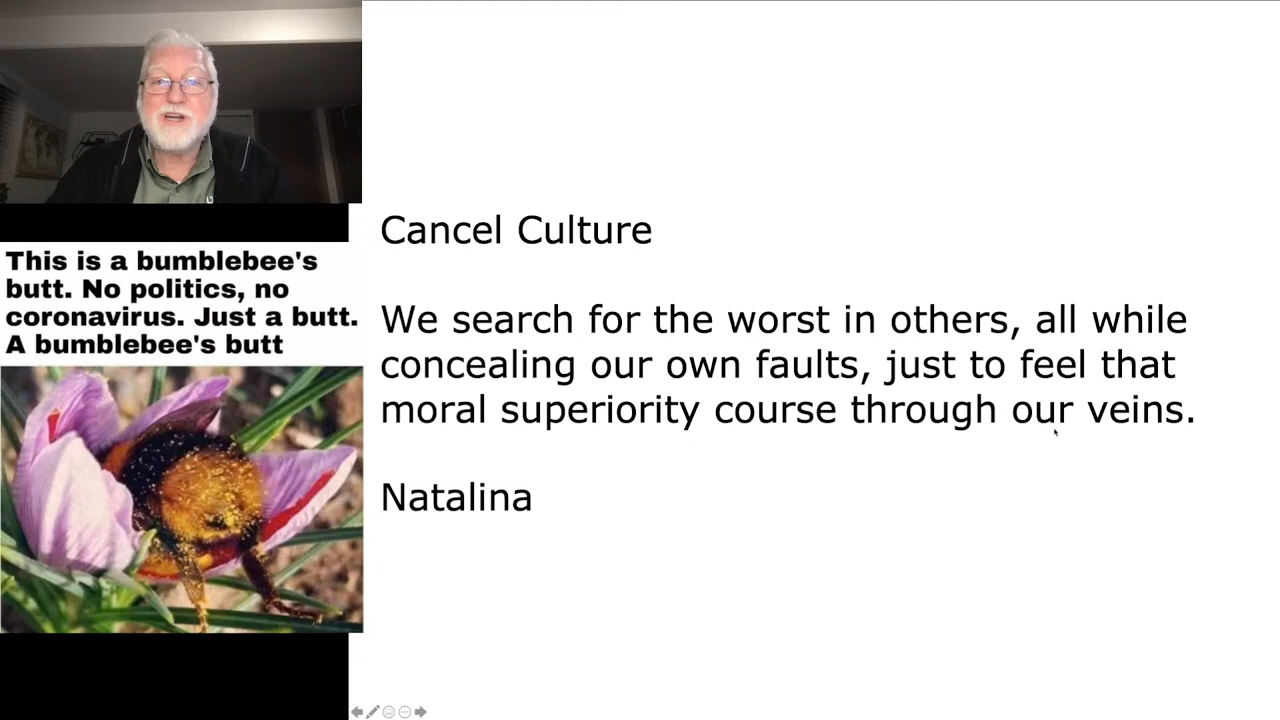 This is a bumblebee's
butt. No politics, no
coronavirus. Just a butt.
A bumblebee's butt
Cancel Culture
We search for the worst in others, all while
concealing our own faults, just to feel that
moral superiority course through our veins.
Natalina